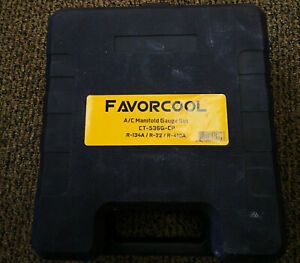 FAVORCOOL
A/C Manifold Gauge Set
CT-536G-CP
R-134A / R-22 / R-410A